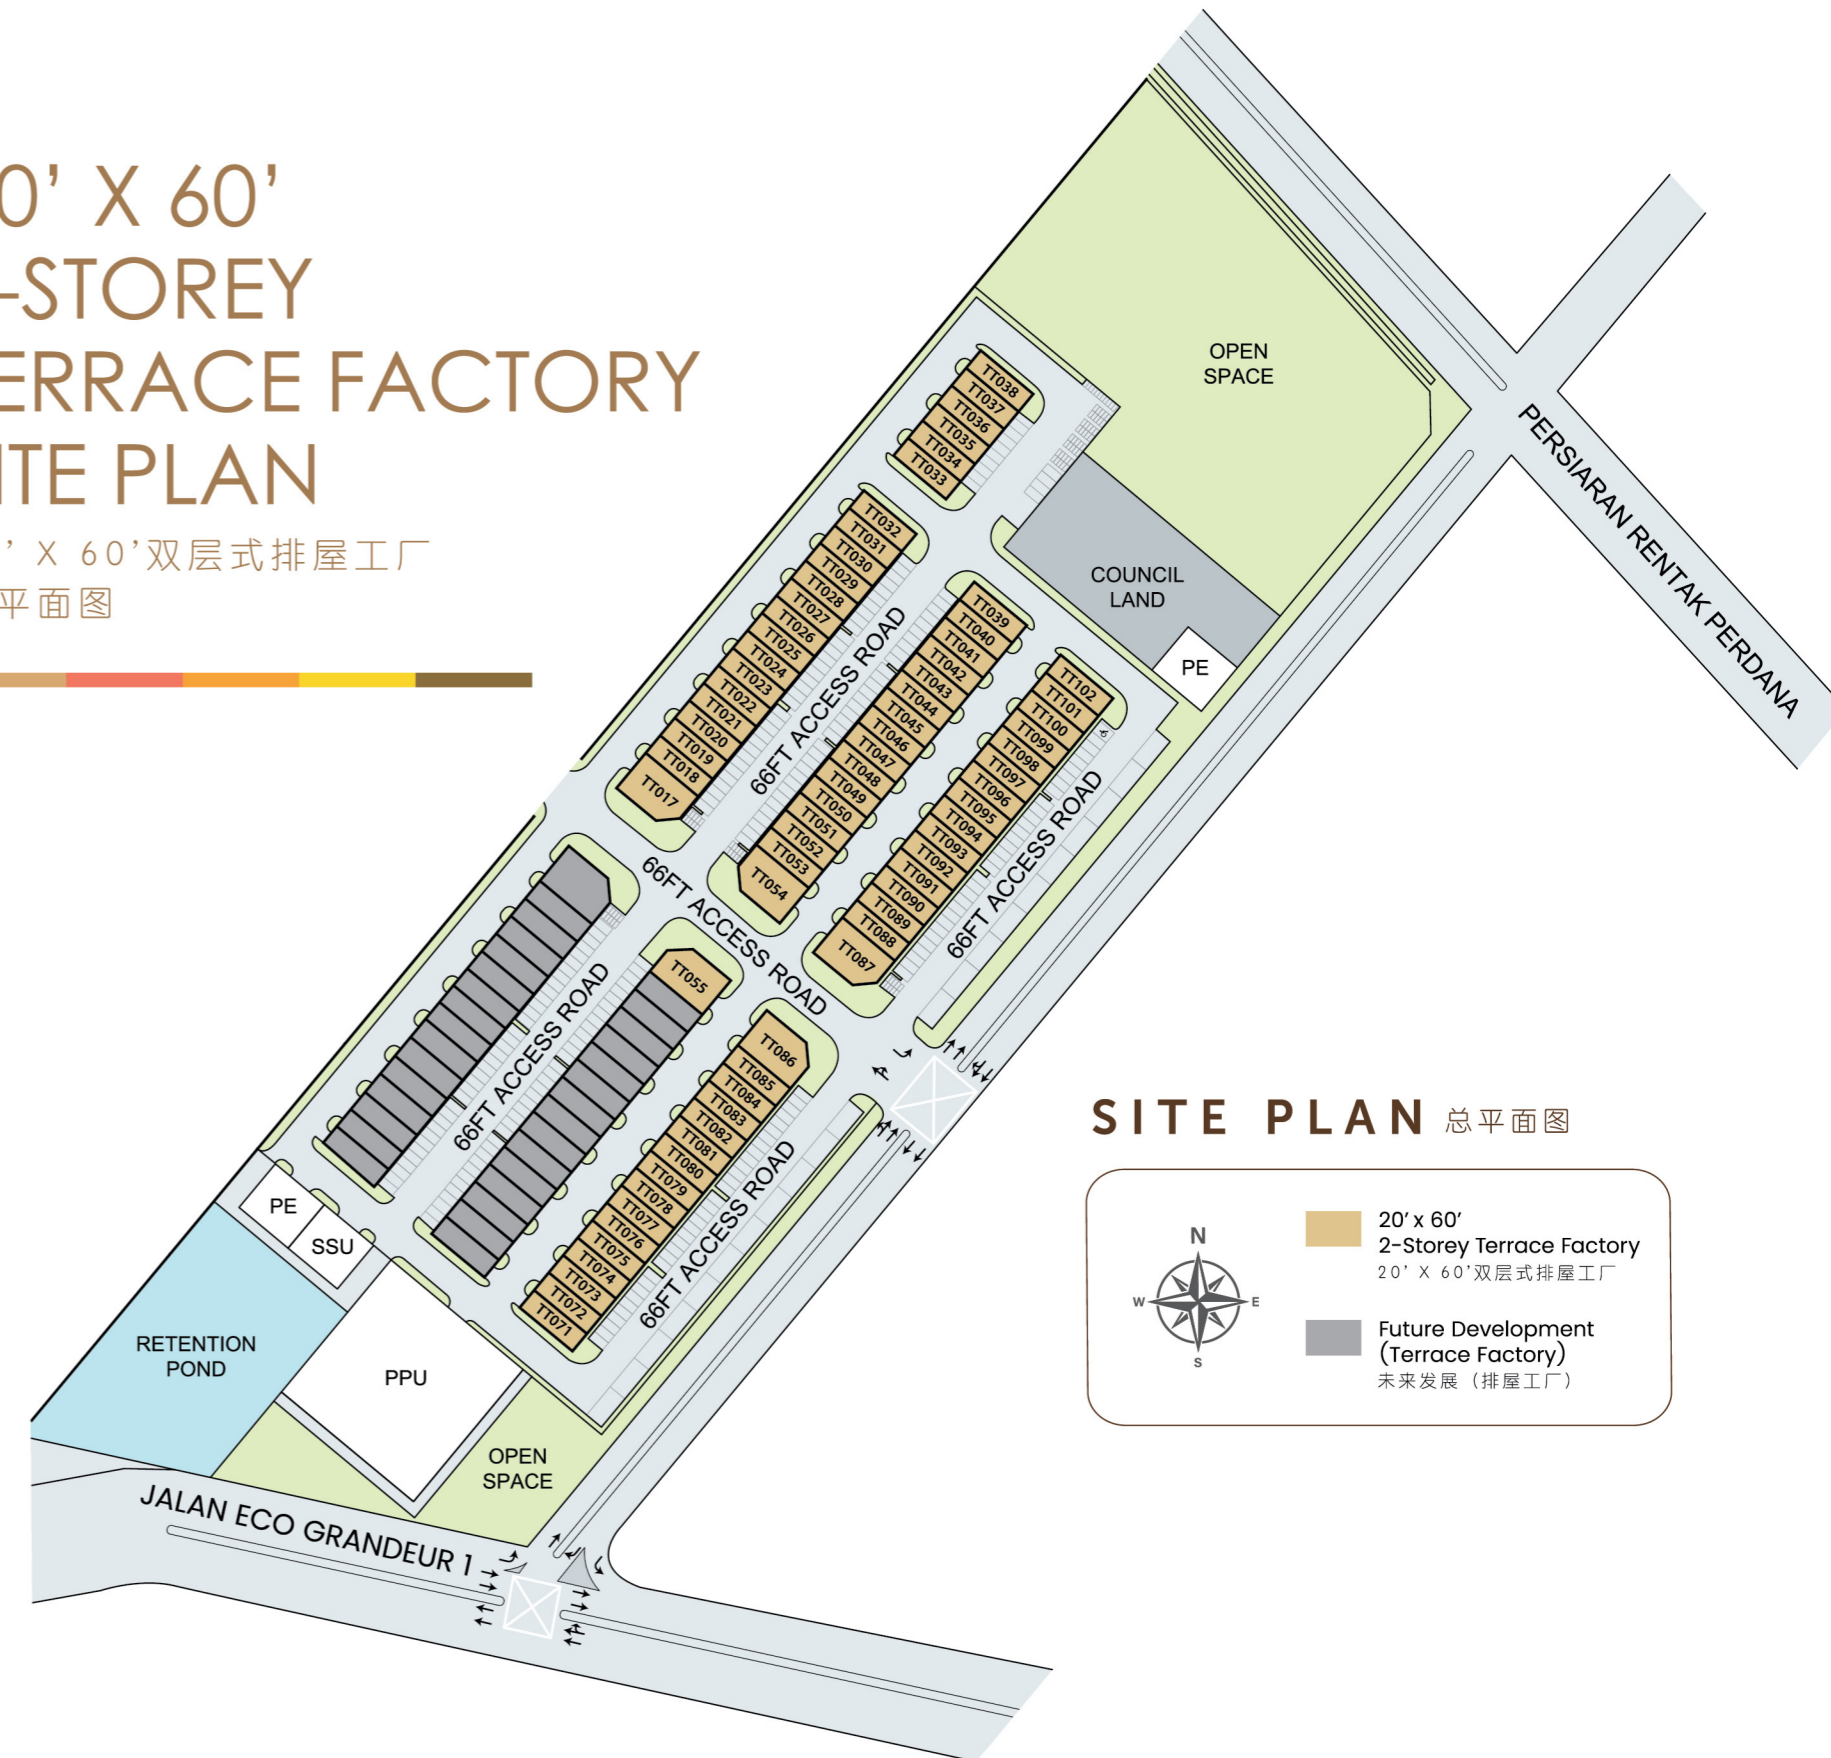 0' X 60'
-STOREY
ERRACE FACTORY
ITE PLAN
' X 60'双层式排屋工厂
平面图
OPEN
SPACE
PERSIARAN RENTAK PERDANA
COUNCIL
LAND
PE
TT038
TT037
TT036
TT035
TT034
TT033
TT032
TT031
TT030
TT029
TT028
TT027
TT026
TT025
TT024
TT023
TT022
TT021
TT020
TT019
TT018
TT017
66FT ACCESS ROAD
TT039
TT040
TT041
TT042
TT043
TT044
TT045
TT046
TT047
TT048
TT049
TT050
TT051
TT052
TT053
TT054
TT102
TT101
TT100
TT099
TT098
TT097
TT096
TT095
TT094
TT093
TT092
TT091
TT090
TT089
TT088
TT087
66FT ACCESS ROAD
66FT ACCESS ROAD
66FT ACCESS ROAD
TT055
TT086
TT085
TT084
TT083
TT082
TT081
TT080
TT079
TT078
TT077
TT076
TT075
TT074
TT073
TT072
TT071
66FT ACCESS ROAD
PE
SSU
RETENTION
POND
PPU
OPEN
SPACE
JALAN ECO GRANDEUR 1
SITE PLAN 总平面图
N
W
E
S
20' x 60'
2-Storey Terrace Factory
20' X 60'双层式排屋工厂
Future Development
(Terrace Factory)
未来发展（排屋工厂）